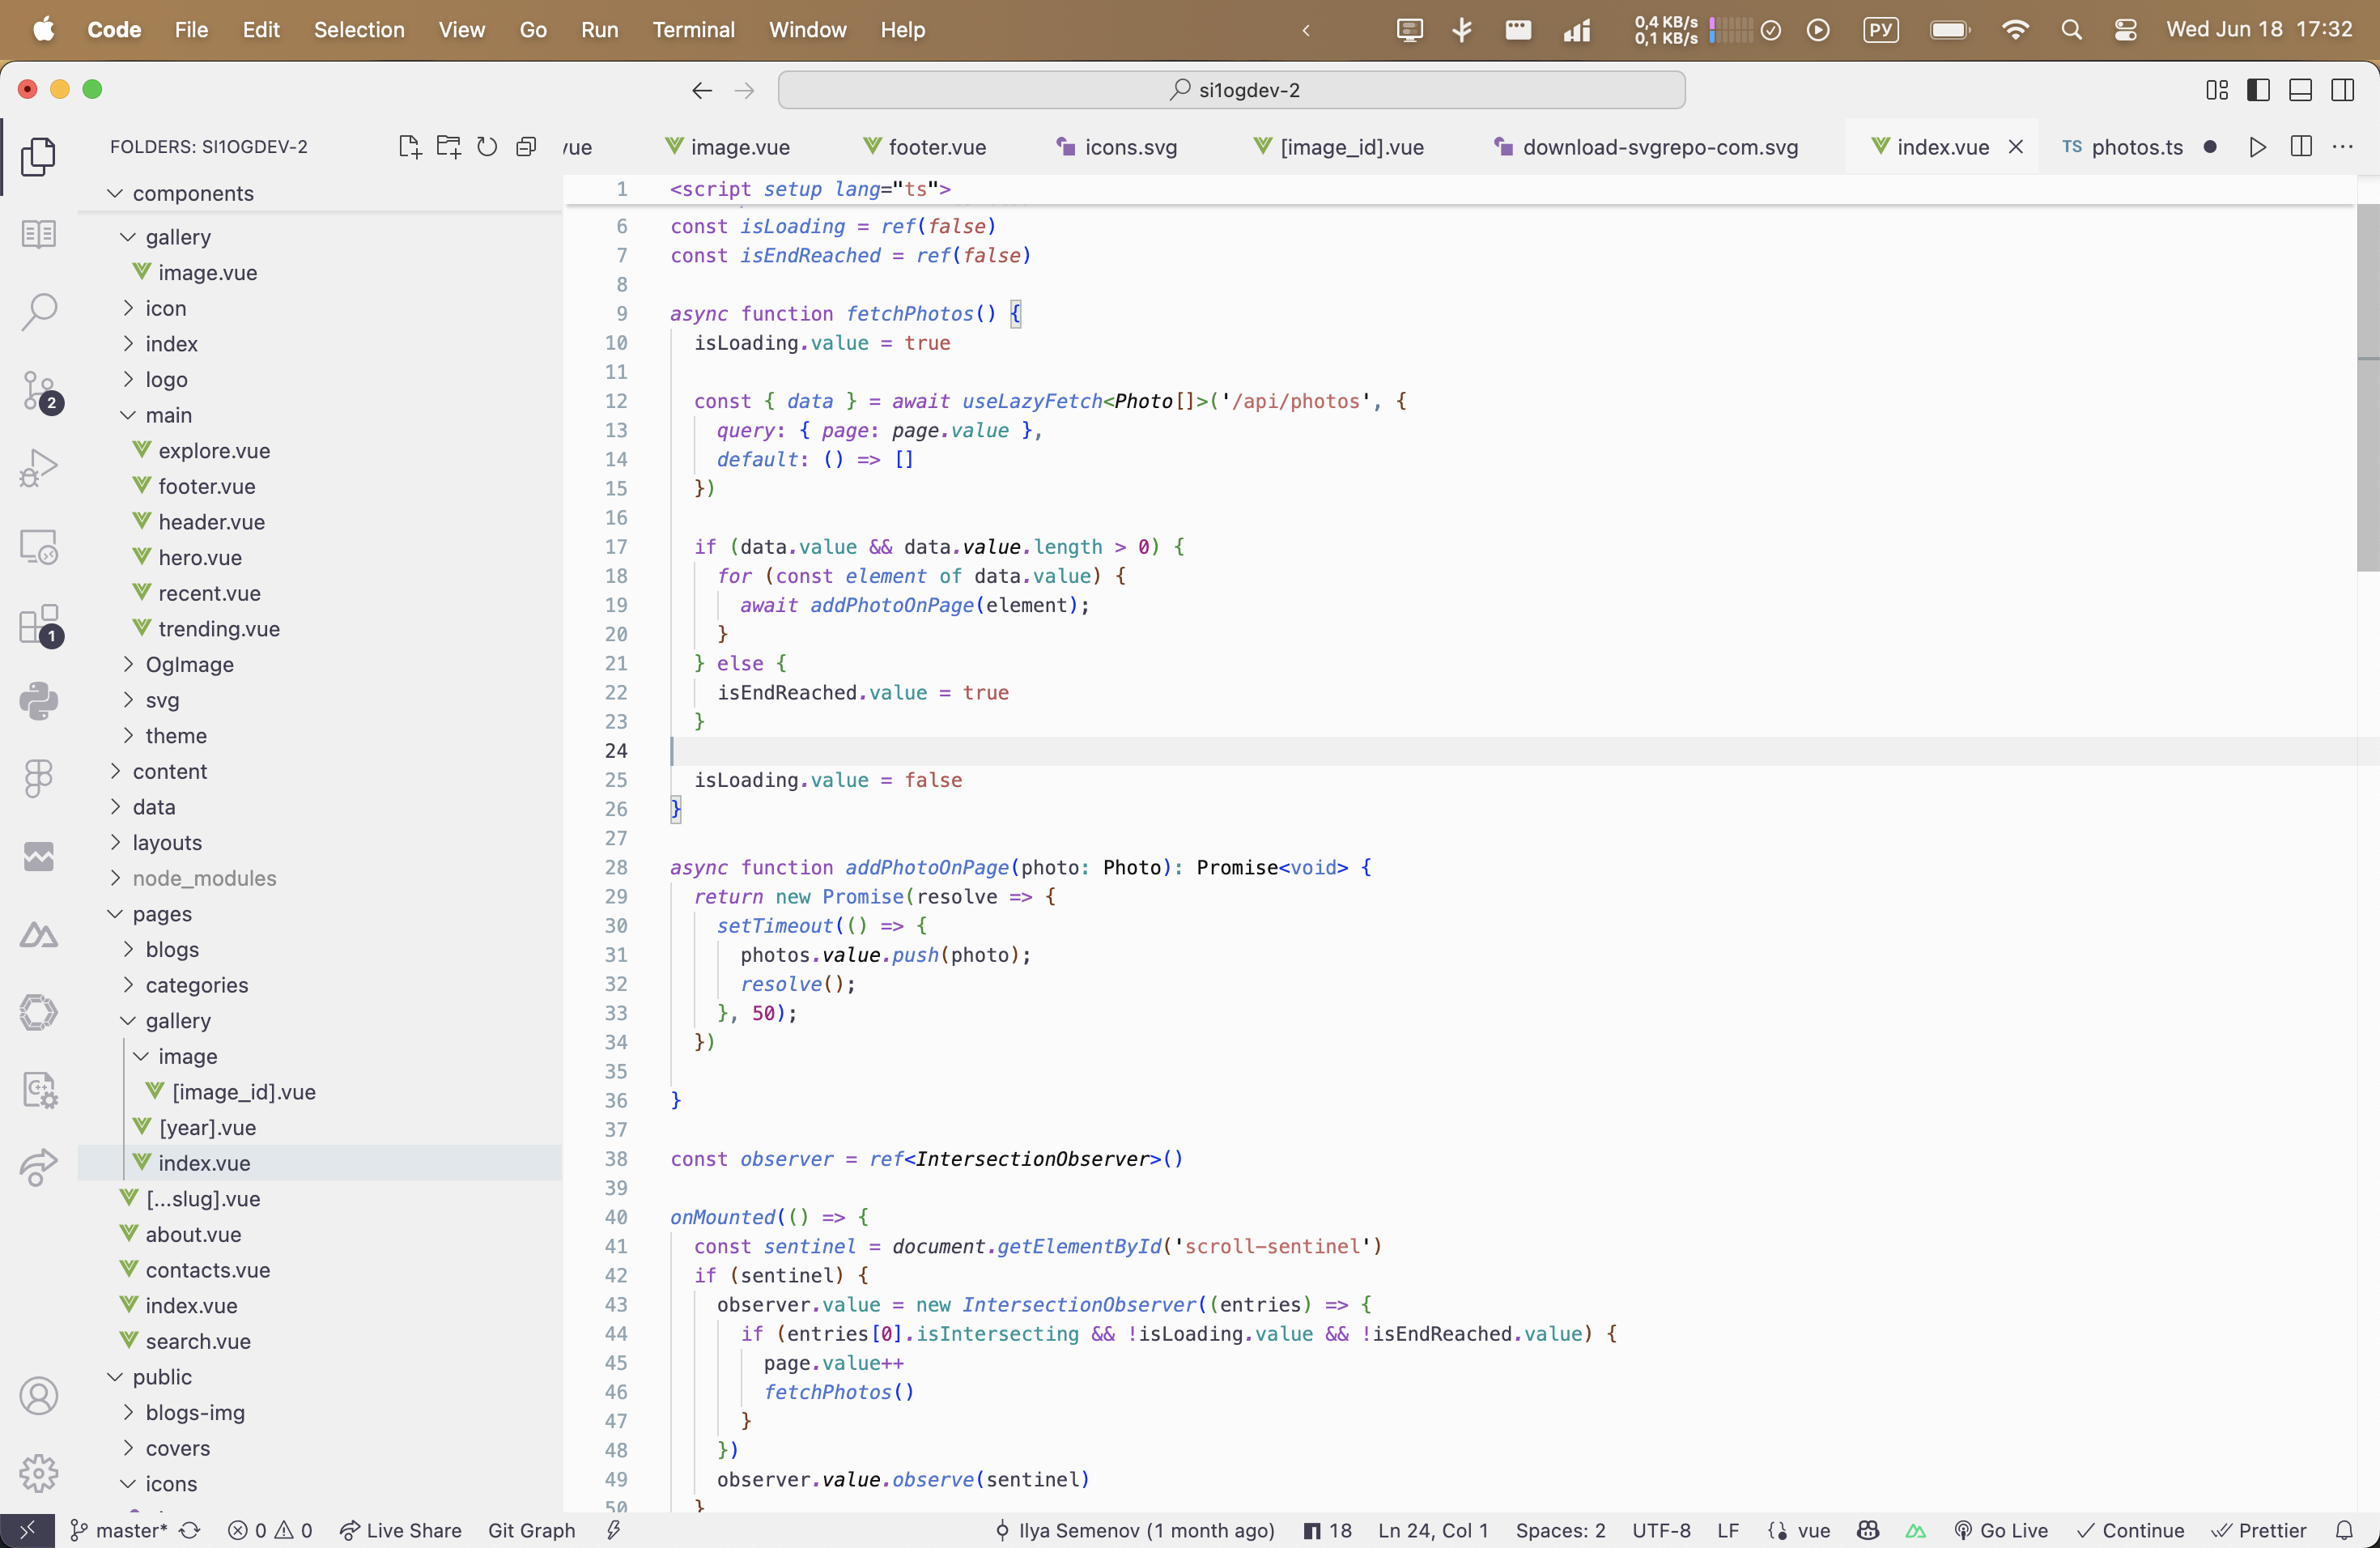 Code File Edit Selection View Go Run Terminal Window Help 0,4 KB/s 0,1 KB/s РУ Wed Jun 18 17:32
si1ogdev-2
FOLDERS: SI1OGDEV-2
vue image.vue footer.vue icons.svg [image_id].vue download-svgrepo-com.svg index.vue TS photos.ts
components
gallery
image.vue
icon
index
logo
main
explore.vue
footer.vue
header.vue
hero.vue
recent.vue
trending.vue
OgImage
svg
theme
content
data
layouts
node_modules
pages
blogs
categories
gallery
image
[image_id].vue
[year].vue
index.vue
[...slug].vue
about.vue
contacts.vue
index.vue
search.vue
public
blogs-img
covers
icons
2
1
1 <script setup lang="ts">
6 const isLoading = ref(false)
7 const isEndReached = ref(false)
8
9 async function fetchPhotos() {
10 isLoading.value = true
11
12 const { data } = await useLazyFetch<Photo[]>('/api/photos', {
13 query: { page: page.value },
14 default: () => []
15 })
16
17 if (data.value && data.value.length > 0) {
18 for (const element of data.value) {
19 await addPhotoOnPage(element);
20 }
21 } else {
22 isEndReached.value = true
23 }
24
25 isLoading.value = false
26 }
27
28 async function addPhotoOnPage(photo: Photo): Promise<void> {
29 return new Promise(resolve => {
30 setTimeout(() => {
31 photos.value.push(photo);
32 resolve();
33 }, 50);
34 })
35
36 }
37
38 const observer = ref<IntersectionObserver>()
39
40 onMounted(() => {
41 const sentinel = document.getElementById('scroll-sentinel')
42 if (sentinel) {
43 observer.value = new IntersectionObserver((entries) => {
44 if (entries[0].isIntersecting && !isLoading.value && !isEndReached.value) {
45 page.value++
46 fetchPhotos()
47 }
48 })
49 observer.value.observe(sentinel)
50 }
master* 0 0 Live Share Git Graph Ilya Semenov (1 month ago) 18 Ln 24, Col 1 Spaces: 2 UTF-8 LF vue Go Live Continue Prettier